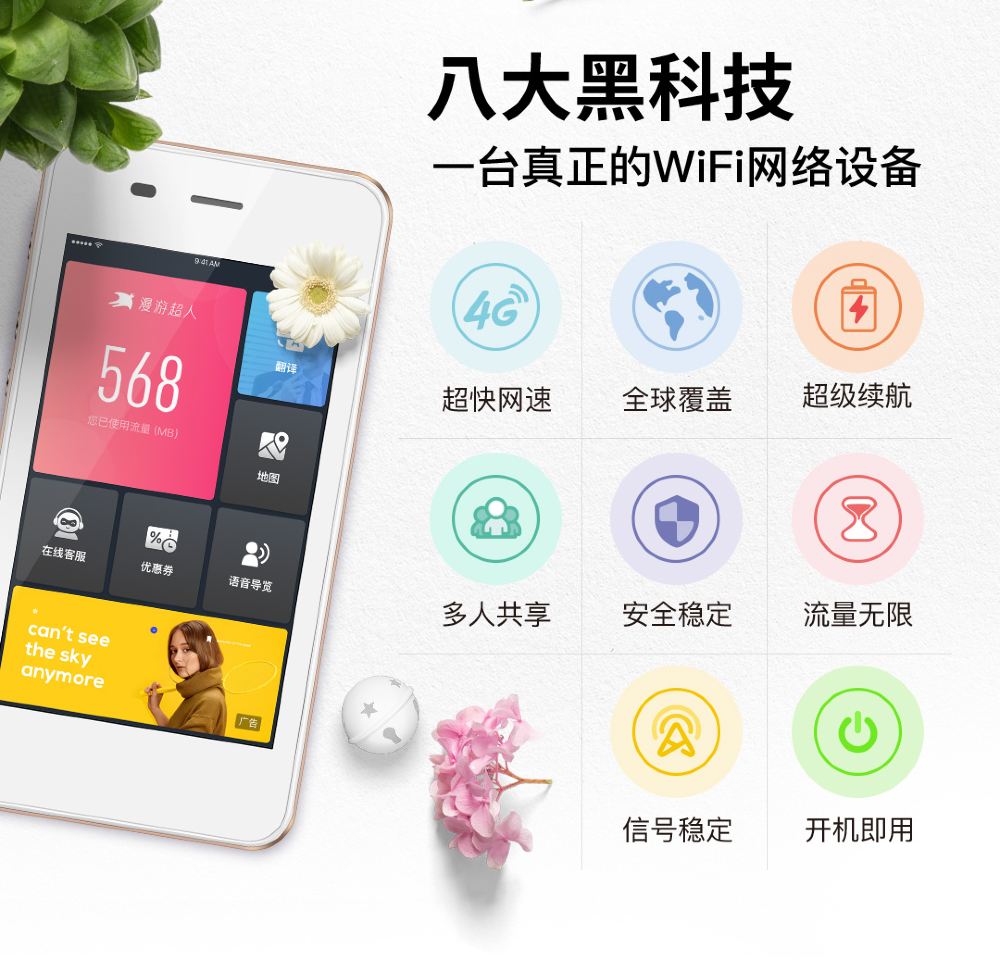 八大黑科技
一台真正的WiFi网络设备
4G
超快网速
全球覆盖
超级续航
多人共享
安全稳定
流量无限
信号稳定
开机即用
9:41 AM
漫游超人
568
您已使用流量 (MB)
翻译
地图
在线客服
%
优惠券
语音导览
can't see
the sky
anymore
广告